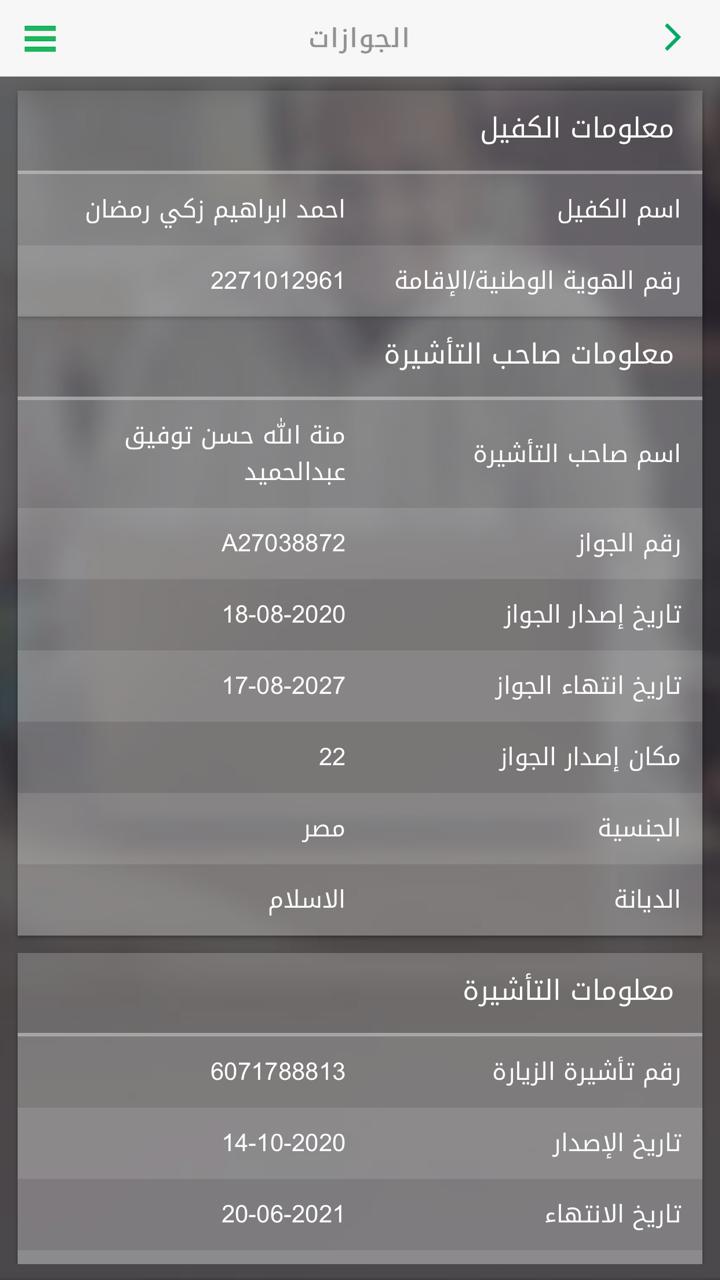 الجوازات
معلومات الكفيل
اسم الكفيل احمد ابراهيم زكي رمضان
رقم الهوية الوطنية/الإقامة 2271012961
معلومات صاحب التأشيرة
اسم صاحب التأشيرة منة الله حسن توفيق
عبدالحميد
رقم الجواز A27038872
تاريخ إصدار الجواز 18-08-2020
تاريخ انتهاء الجواز 17-08-2027
مكان إصدار الجواز 22
الجنسية مصر
الديانة الاسلام
معلومات التأشيرة
رقم تأشيرة الزيارة 6071788813
تاريخ الإصدار 14-10-2020
تاريخ الانتهاء 20-06-2021